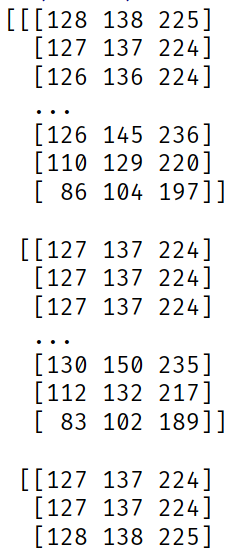 [[[128 138 225]
[127 137 224]
[126 136 224]
...
[126 145 236]
[110 129 220]
[ 86 104 197]]
[[127 137 224]
[127 137 224]
[127 137 224]
...
[130 150 235]
[112 132 217]
[ 83 102 189]]
[[127 137 224]
[127 137 224]
[128 138 225]